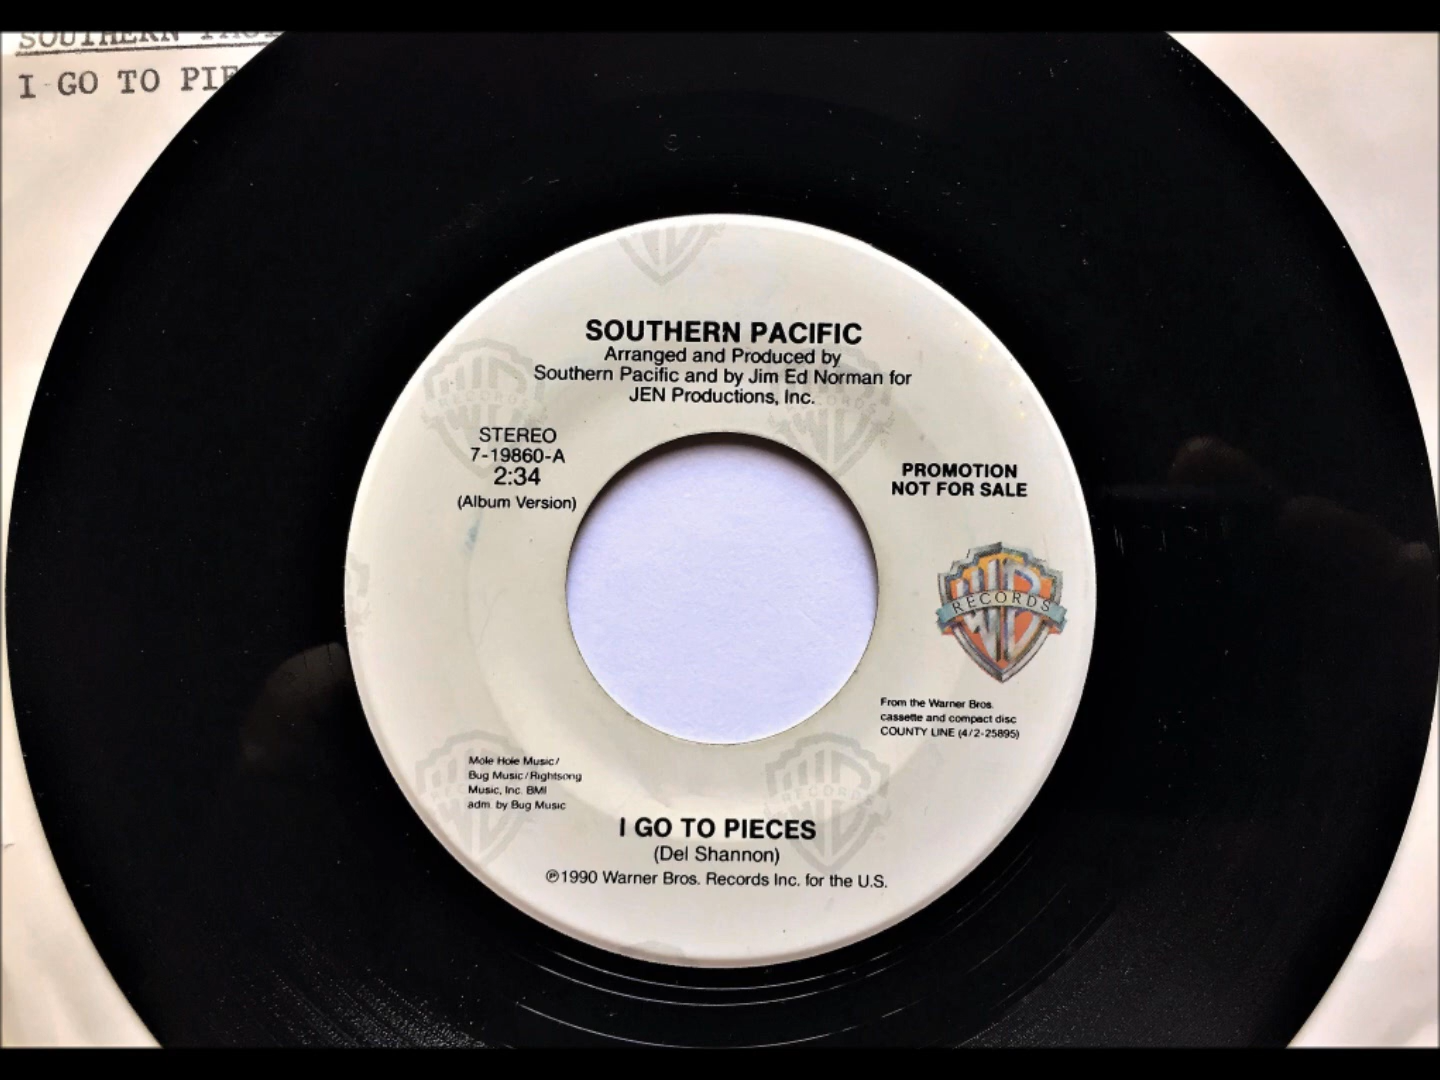 SOUTHERN
I GO TO PIE
SOUTHERN PACIFIC
Arranged and Produced by
Southern Pacific and by Jim Ed Norman for
JEN Productions, Inc.
STEREO
7-19860-A
2:34
(Album Version)
PROMOTION
NOT FOR SALE
RECORDS
From the Warner Bros.
cassette and compact disc
COUNTY LINE (4/2-25895)
Mole Hole Music/
Bug Music/Rightsong
Music, Inc. BMI
adm. by Bug Music
I GO TO PIECES
(Del Shannon)
℗1990 Warner Bros. Records Inc. for the U.S.